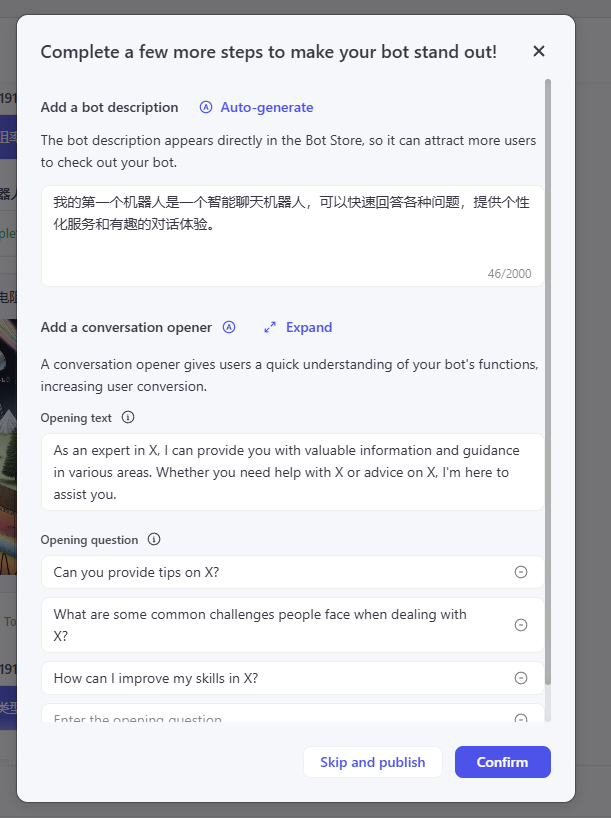 Complete a few more steps to make your bot stand out!
Add a bot description
Auto-generate
The bot description appears directly in the Bot Store, so it can attract more users
to check out your bot.
我的第一个机器人是一个智能聊天机器人，可以快速回答各种问题，提供个性
化服务和有趣的对话体验。
46/2000
Add a conversation opener
Expand
A conversation opener gives users a quick understanding of your bot's functions,
increasing user conversion.
Opening text
As an expert in X, I can provide you with valuable information and guidance
in various areas. Whether you need help with X or advice on X, I'm here to
assist you.
Opening question
Can you provide tips on X?
What are some common challenges people face when dealing with
X?
How can I improve my skills in X?
Enter the opening question
Skip and publish
Confirm